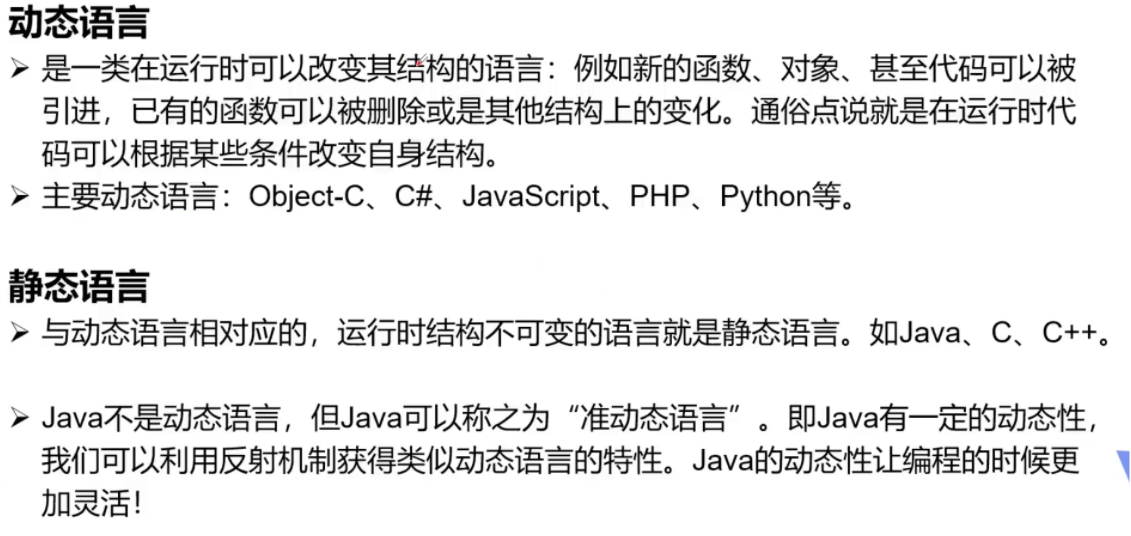 动态语言
➢ 是一类在运行时可以改变其结构的语言：例如新的函数、对象、甚至代码可以被
引进，已有的函数可以被删除或是其他结构上的变化。通俗点说就是在运行时代
码可以根据某些条件改变自身结构。
➢ 主要动态语言：Object-C、C#、JavaScript、PHP、Python等。
静态语言
➢ 与动态语言相对应的，运行时结构不可变的语言就是静态语言。如Java、C、C++。
➢ Java不是动态语言，但Java可以称之为“准动态语言”。即Java有一定的动态性，
我们可以利用反射机制获得类似动态语言的特性。Java的动态性让编程的时候更
加灵活！